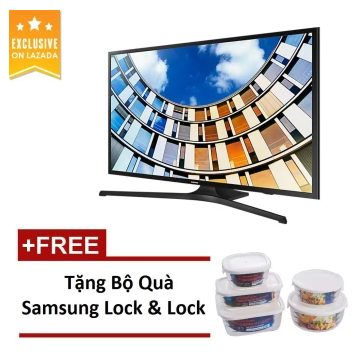 EXCLUSIVE
ON LAZADA
+FREE
Tặng Bộ Quà
Samsung Lock & Lock